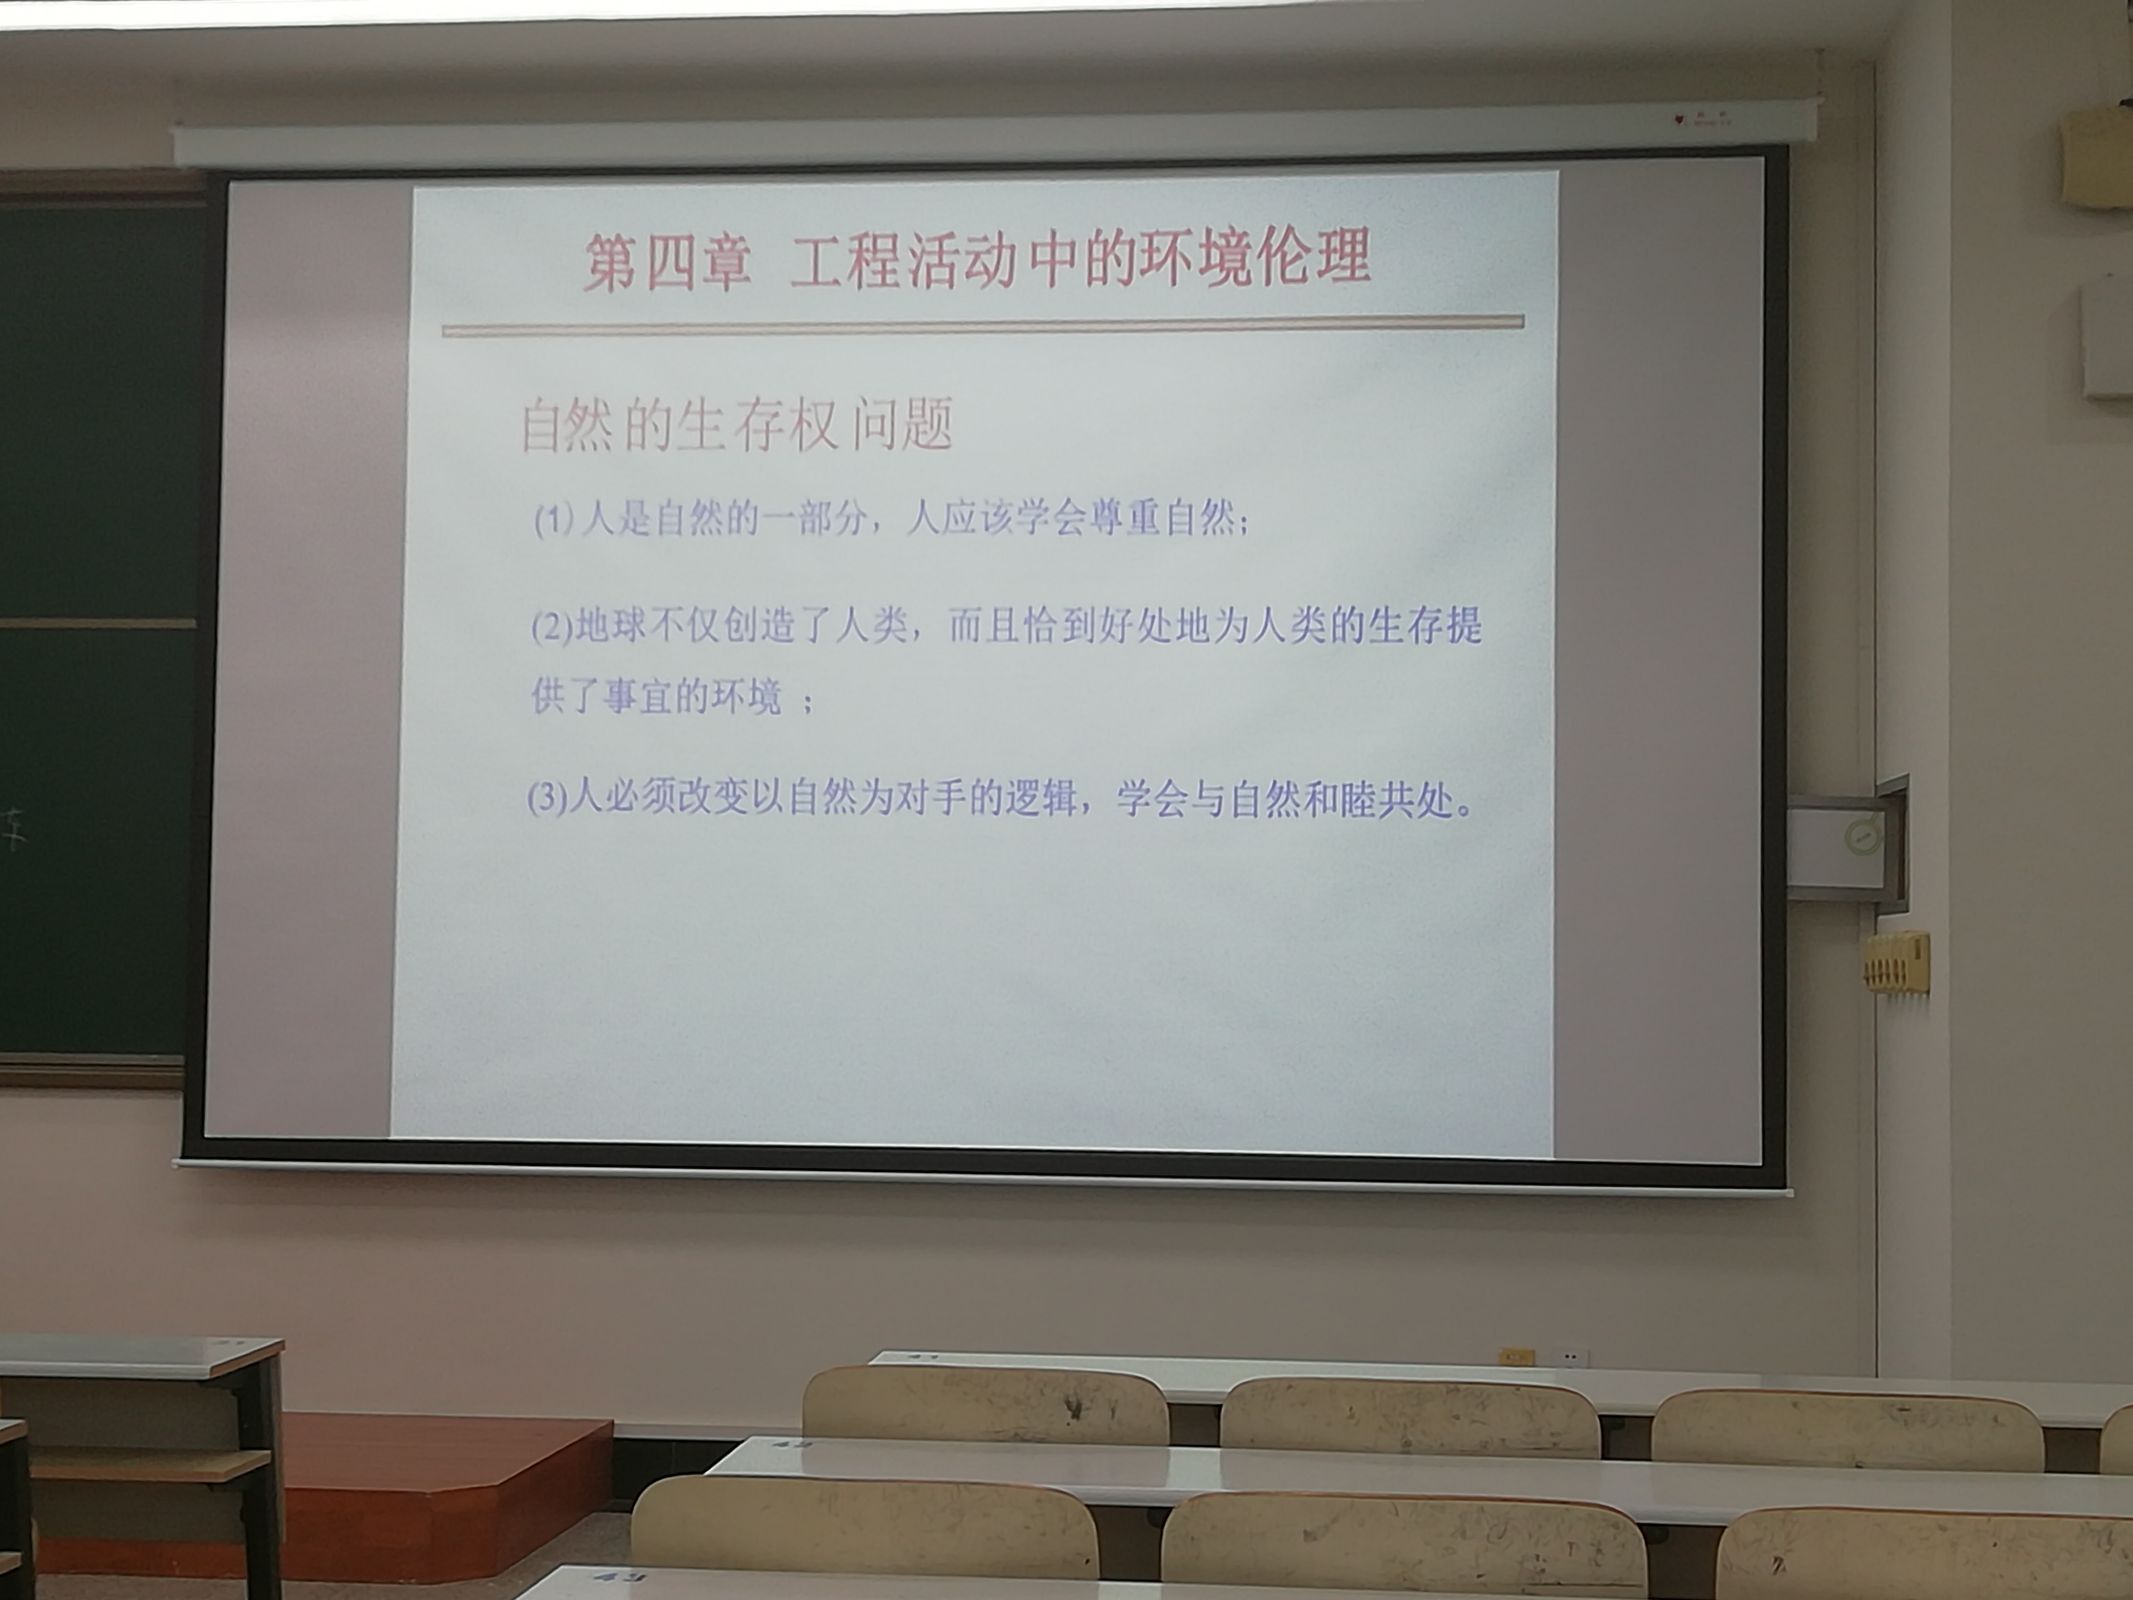 第四章 工程活动中的环境伦理
自然的生存权问题
(1)人是自然的一部分，人应该学会尊重自然；
(2)地球不仅创造了人类，而且恰到好处地为人类的生存提
供了事宜的环境 ；
(3)人必须改变以自然为对手的逻辑，学会与自然和睦共处。
41
42
43